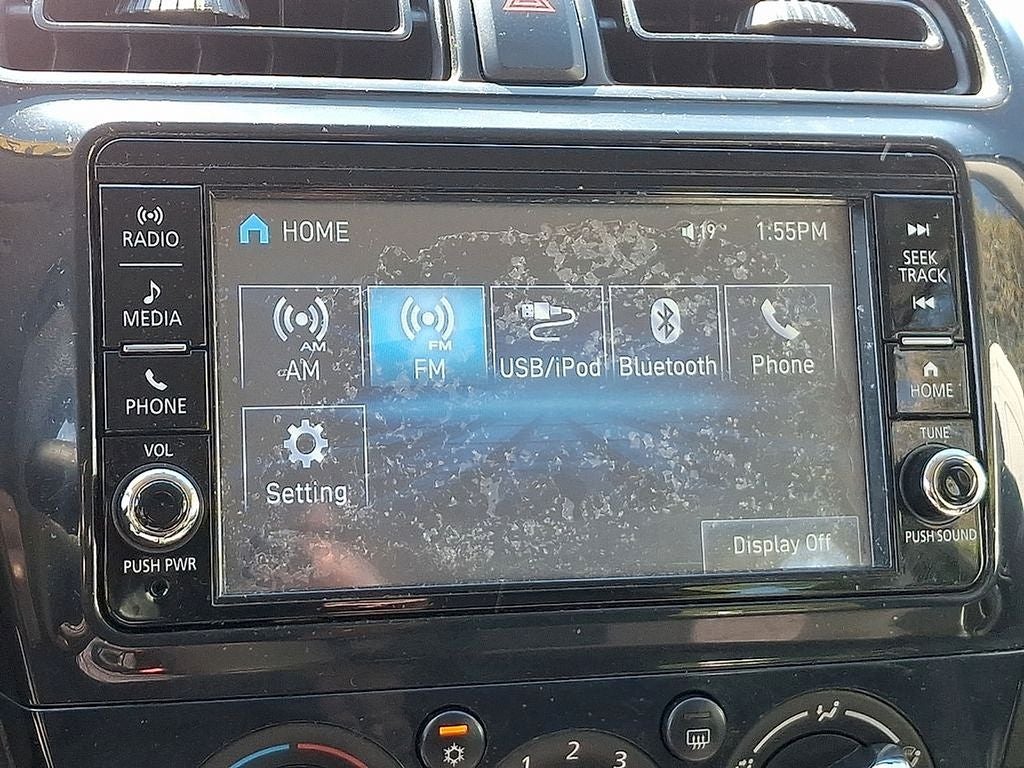 RADIO
MEDIA
PHONE
VOL
PUSH PWR
HOME
19
1:55PM
AM
AM
FM
FM
USB/iPod
Bluetooth
Phone
Setting
Display Off
SEEK
TRACK
HOME
TUNE
PUSH SOUND
1
2
3